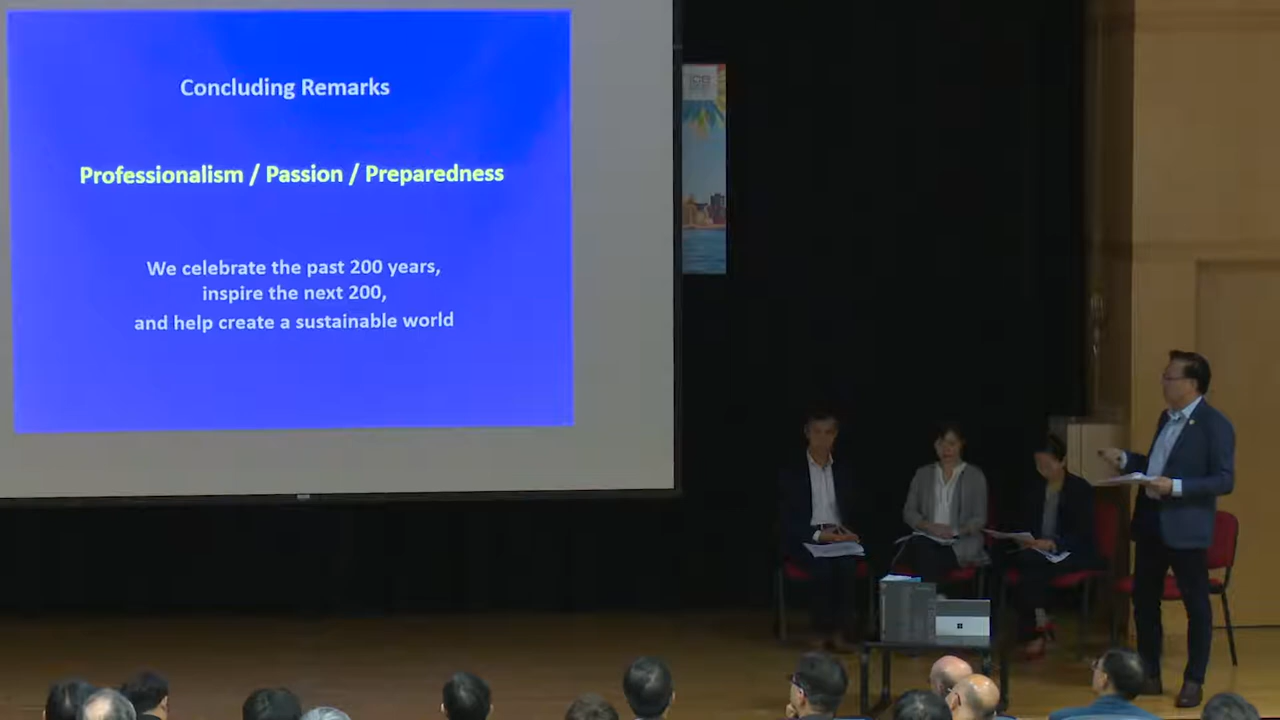 Concluding Remarks
Professionalism / Passion / Preparedness
We celebrate the past 200 years,
inspire the next 200,
and help create a sustainable world
ice